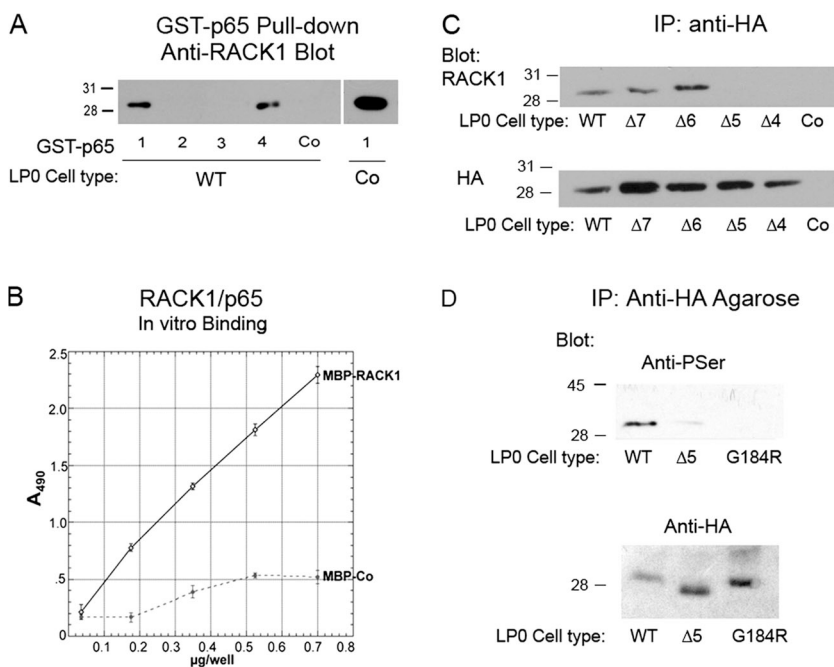 A
GST-p65 Pull-down
Anti-RACK1 Blot
31
28
GST-p65
1 2 3 4 Co 1
LP0 Cell type: WT Co
B
RACK1/p65
In vitro Binding
2.5
2.0
1.5
1.0
.5
0
A490
MBP-RACK1
MBP-Co
0.1 0.2 0.3 0.4 0.5 0.6 0.7 0.8
µg/well
C
IP: anti-HA
Blot:
RACK1
31
28
LP0 Cell type: WT Δ7 Δ6 Δ5 Δ4 Co
HA
31
28
LP0 Cell type: WT Δ7 Δ6 Δ5 Δ4 Co
D
IP: Anti-HA Agarose
Blot:
Anti-PSer
45
28
LP0 Cell type: WT Δ5 G184R
Anti-HA
28
LP0 Cell type: WT Δ5 G184R